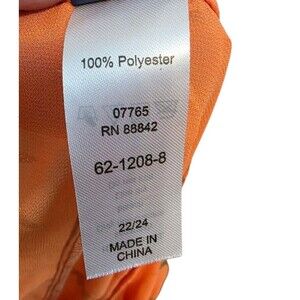 100% Polyester
07765
RN 88842
62-1208-8
22/24
MADE IN
CHINA